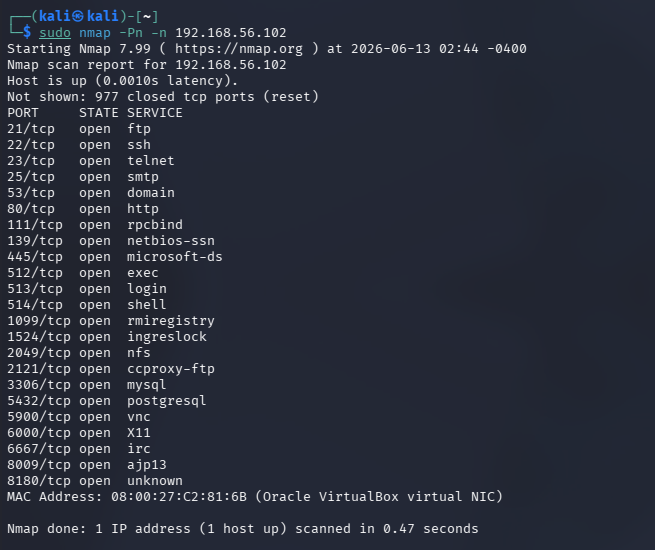 ┌──(kali㉿kali)-[~]
└─$ sudo nmap -Pn -n 192.168.56.102
Starting Nmap 7.99 ( https://nmap.org ) at 2026-06-13 02:44 -0400
Nmap scan report for 192.168.56.102
Host is up (0.0010s latency).
Not shown: 977 closed tcp ports (reset)
PORT     STATE SERVICE
21/tcp   open  ftp
22/tcp   open  ssh
23/tcp   open  telnet
25/tcp   open  smtp
53/tcp   open  domain
80/tcp   open  http
111/tcp  open  rpcbind
139/tcp  open  netbios-ssn
445/tcp  open  microsoft-ds
512/tcp  open  exec
513/tcp  open  login
514/tcp  open  shell
1099/tcp open  rmiregistry
1524/tcp open  ingreslock
2049/tcp open  nfs
2121/tcp open  ccproxy-ftp
3306/tcp open  mysql
5432/tcp open  postgresql
5900/tcp open  vnc
6000/tcp open  X11
6667/tcp open  irc
8009/tcp open  ajp13
8180/tcp open  unknown
MAC Address: 08:00:27:C2:81:6B (Oracle VirtualBox virtual NIC)
Nmap done: 1 IP address (1 host up) scanned in 0.47 seconds